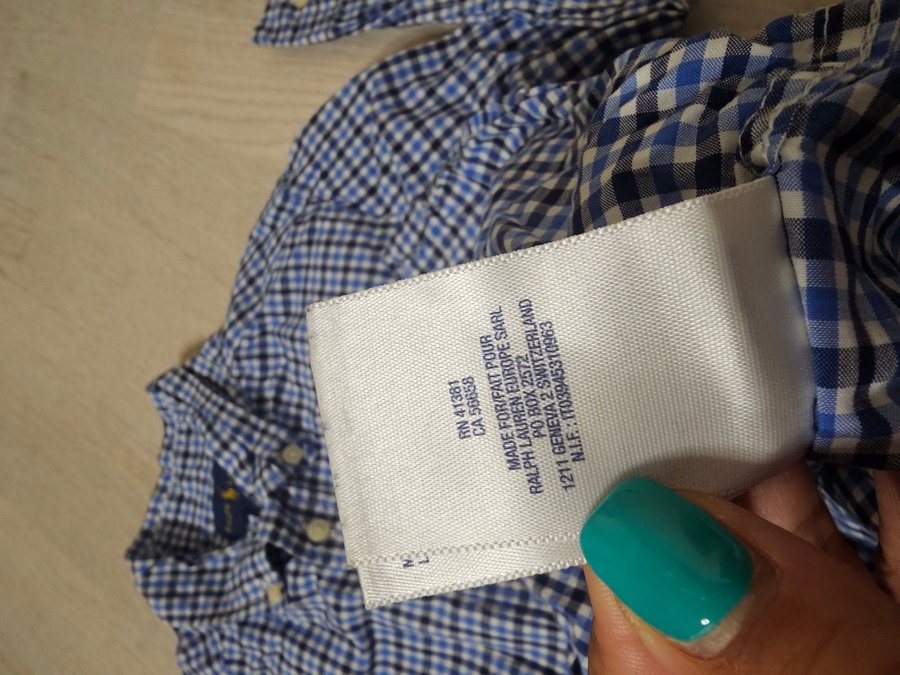 RN 41381
CA 56658
MADE FOR/FAIT POUR
RALPH LAUREN EUROPE SARL
PO BOX 2572
1211 GENEVA 2 SWITZERLAND
N.I.F.: IT03945310963